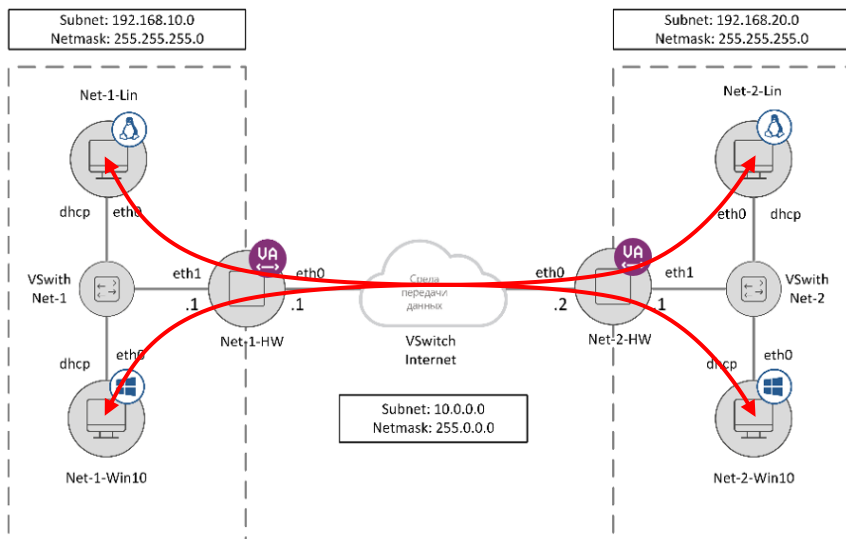 Subnet: 192.168.10.0
Netmask: 255.255.255.0
Subnet: 192.168.20.0
Netmask: 255.255.255.0
Net-1-Lin
Net-2-Lin
dhcp
eth0
eth0
dhcp
VSwith
Net-1
eth1
.1
VA
eth0
.1
Net-1-HW
Среда
передачи
данных
VSwitch
Internet
eth0
.2
VA
eth1
.1
Net-2-HW
VSwith
Net-2
dhcp
eth0
dhcp
eth0
Subnet: 10.0.0.0
Netmask: 255.0.0.0
Net-1-Win10
Net-2-Win10